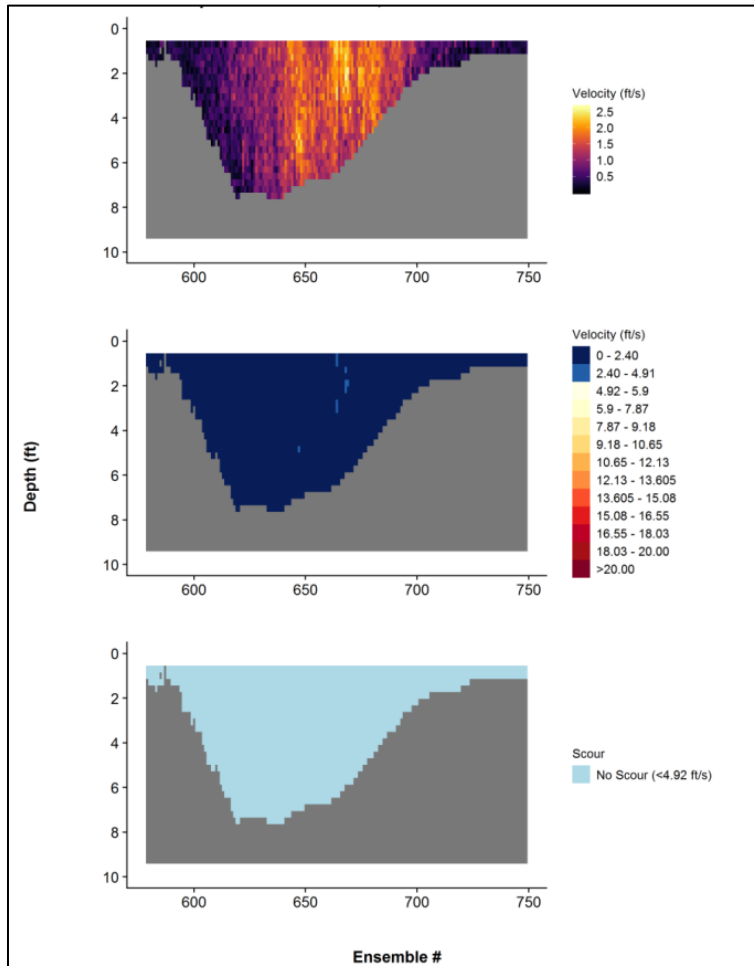 0
2
4
6
8
10
600
650
700
750
Velocity (ft/s)
2.5
2.0
1.5
1.0
0.5
0
2
4
6
8
10
600
650
700
750
Velocity (ft/s)
0 - 2.40
2.40 - 4.91
4.92 - 5.9
5.9 - 7.87
7.87 - 9.18
9.18 - 10.65
10.65 - 12.13
12.13 - 13.605
13.605 - 15.08
15.08 - 16.55
16.55 - 18.03
18.03 - 20.00
>20.00
Depth (ft)
0
2
4
6
8
10
600
650
700
750
Scour
No Scour (<4.92 ft/s)
Ensemble #